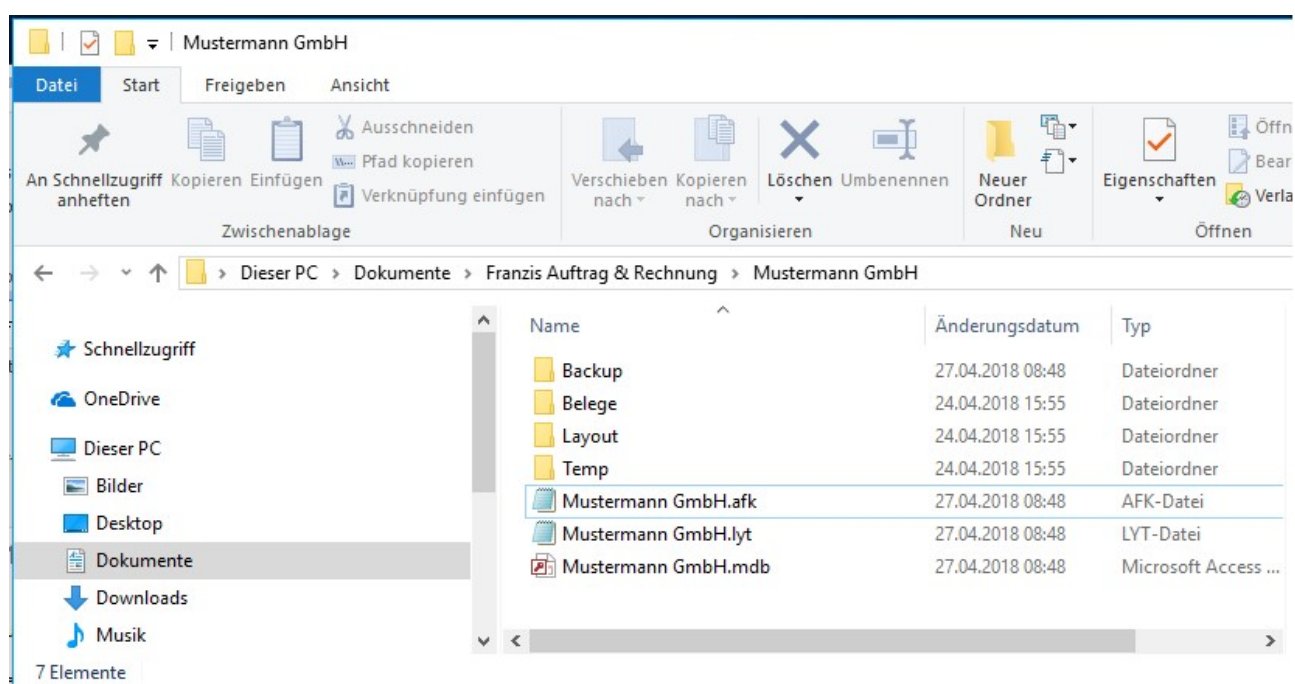 Mustermann GmbH
Datei Start Freigeben Ansicht
An Schnellzugriff anheften
Kopieren
Einfügen
Ausschneiden
Pfad kopieren
Verknüpfung einfügen
Zwischenablage
Verschieben nach
Kopieren nach
Löschen
Umbenennen
Organisieren
Neuer Ordner
Neu
Eigenschaften
Öffn
Bear
Verla
Öffnen
Dieser PC > Dokumente > Franzis Auftrag & Rechnung > Mustermann GmbH
Schnellzugriff
OneDrive
Dieser PC
Bilder
Desktop
Dokumente
Downloads
Musik
Name Änderungsdatum Typ
Backup 27.04.2018 08:48 Dateiordner
Belege 24.04.2018 15:55 Dateiordner
Layout 24.04.2018 15:55 Dateiordner
Temp 24.04.2018 15:55 Dateiordner
Mustermann GmbH.afk 27.04.2018 08:48 AFK-Datei
Mustermann GmbH.lyt 27.04.2018 08:48 LYT-Datei
Mustermann GmbH.mdb 27.04.2018 08:48 Microsoft Access ...
7 Elemente